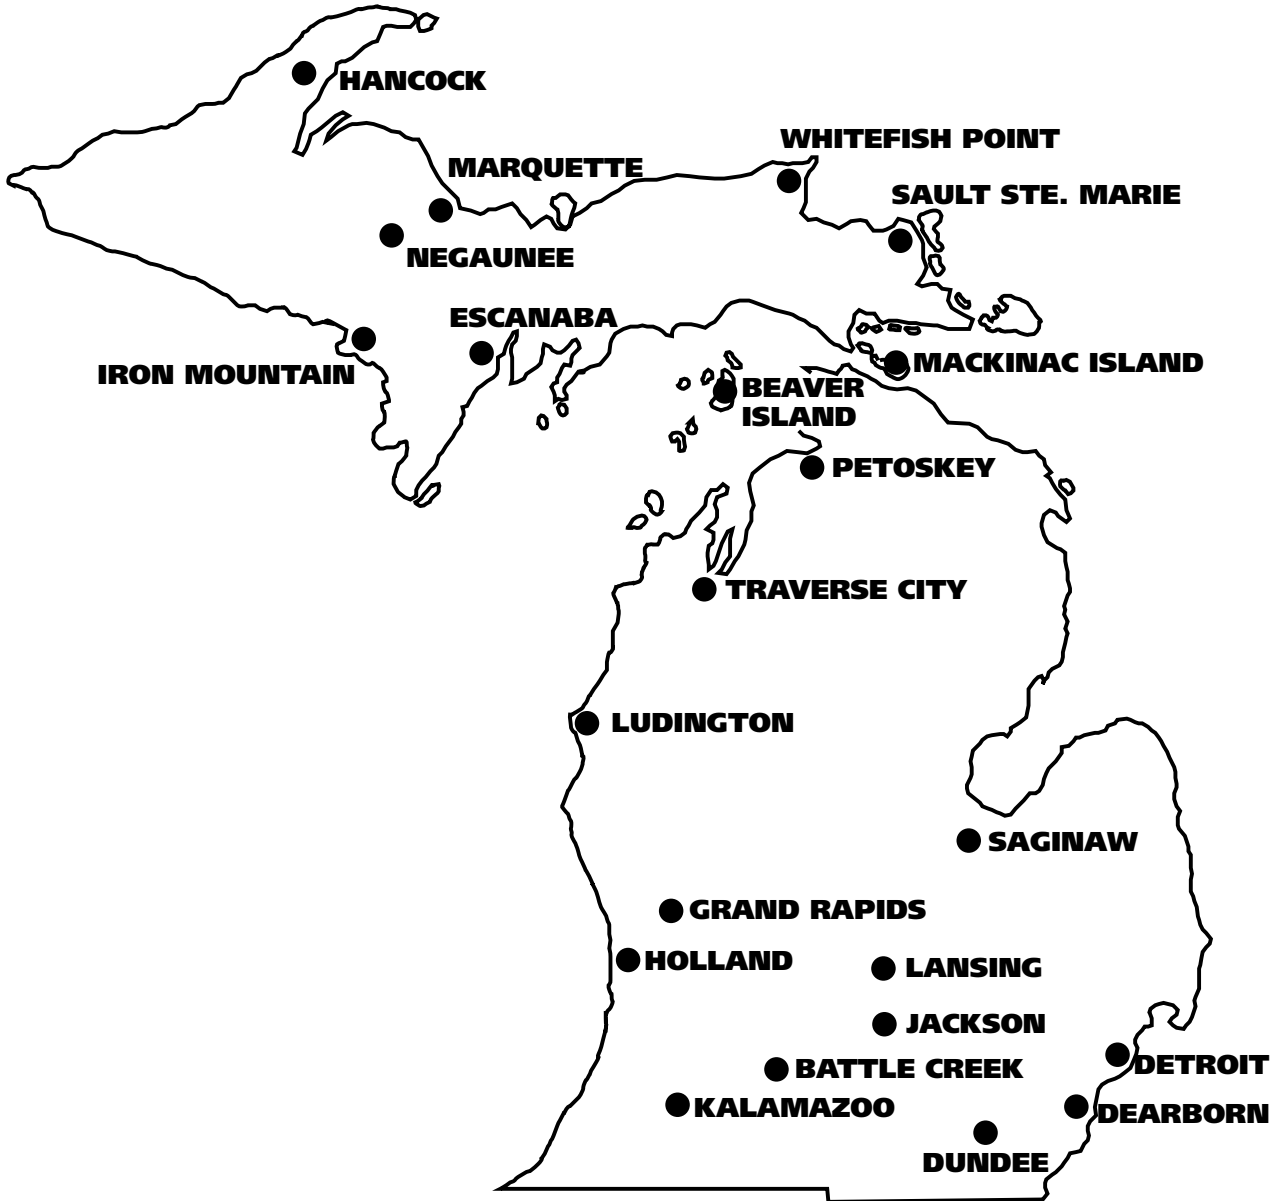 HANCOCK
WHITEFISH POINT
MARQUETTE
SAULT STE. MARIE
NEGAUNEE
ESCANABA
IRON MOUNTAIN
MACKINAC ISLAND
BEAVER
ISLAND
PETOSKEY
TRAVERSE CITY
LUDINGTON
SAGINAW
GRAND RAPIDS
HOLLAND
LANSING
JACKSON
BATTLE CREEK
DETROIT
KALAMAZOO
DEARBORN
DUNDEE